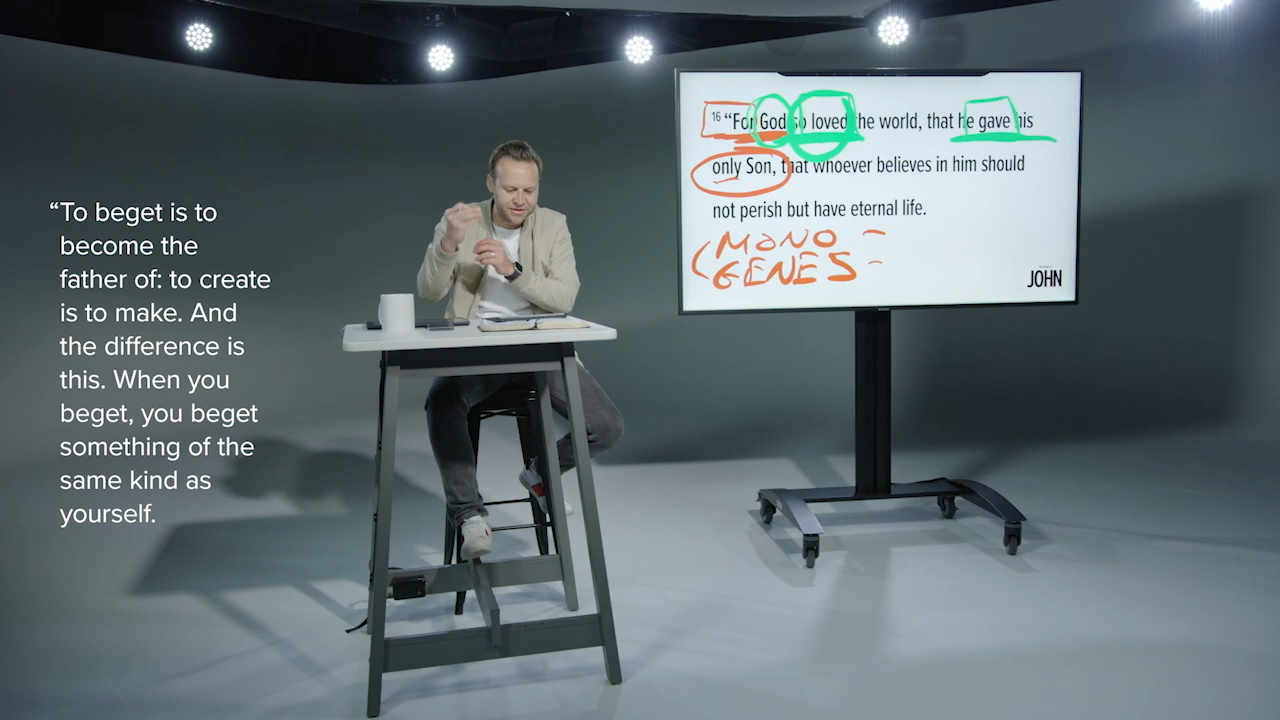 “To beget is to
become the
father of: to create
is to make. And
the difference is
this. When you
beget, you beget
something of the
same kind as
yourself.
16 “For God so loved the world, that he gave his
only Son, that whoever believes in him should
not perish but have eternal life.
(MONO -
GENES -
JOHN